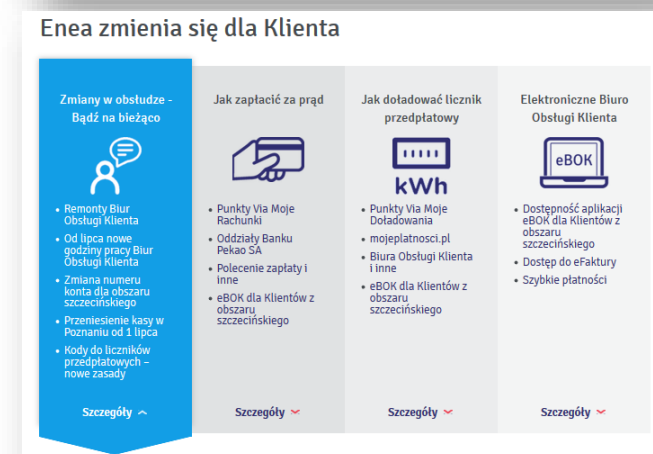 Enea zmienia się dla Klienta
Zmiany w obsłudze -
Bądź na bieżąco
• Remonty Biur
Obsługi Klienta
• Od lipca nowe
godziny pracy Biur
Obsługi Klienta
• Zmiana numeru
konta dla obszaru
szczecińskiego
• Przeniesienie kasy w
Poznaniu od 1 lipca
• Kody do liczników
przedpłatowych –
nowe zasady
Szczegóły
Jak zapłacić za prąd
• Punkty Via Moje
Rachunki
• Oddziały Banku
Pekao SA
• Polecenie zapłaty i
inne
• eBOK dla Klientów z
obszaru
szczecińskiego
Szczegóły
Jak doładować licznik
przedpłatowy
kWh
• Punkty Via Moje
Doładowania
• mojeplatnosci.pl
• Biura Obsługi Klienta
i inne
• eBOK dla Klientów z
obszaru
szczecińskiego
Szczegóły
Elektroniczne Biuro
Obsługi Klienta
eBOK
• Dostępność aplikacji
eBOK dla Klientów z
obszaru
szczecińskiego
• Dostęp do eFaktury
• Szybkie płatności
Szczegóły